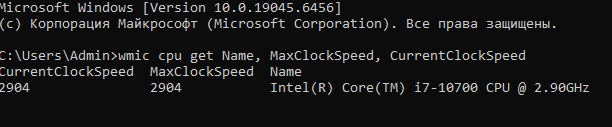 Microsoft Windows [Version 10.0.19045.6456]
(c) Корпорация Майкрософт (Microsoft Corporation). Все права защищены.
C:\Users\Admin>wmic cpu get Name, MaxClockSpeed, CurrentClockSpeed
CurrentClockSpeed  MaxClockSpeed  Name
2904               2904           Intel(R) Core(TM) i7-10700 CPU @ 2.90GHz